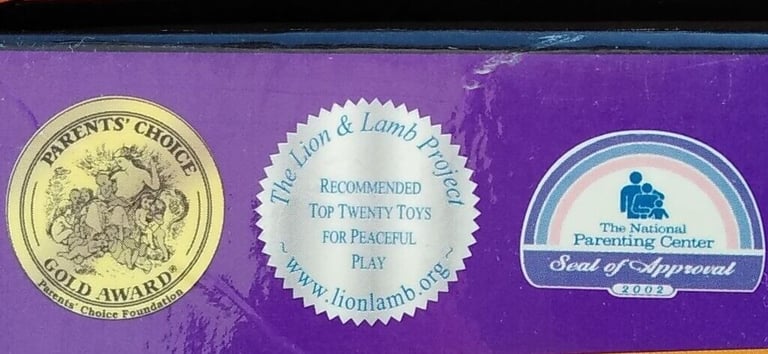 PARENTS' CHOICE
GOLD AWARD®
Parents' Choice Foundation
The Lion & Lamb Project
RECOMMENDED
TOP TWENTY TOYS
FOR PEACEFUL
PLAY
~ www.lionlamb.org ~
The National
Parenting Center
Seal of Approval
2002